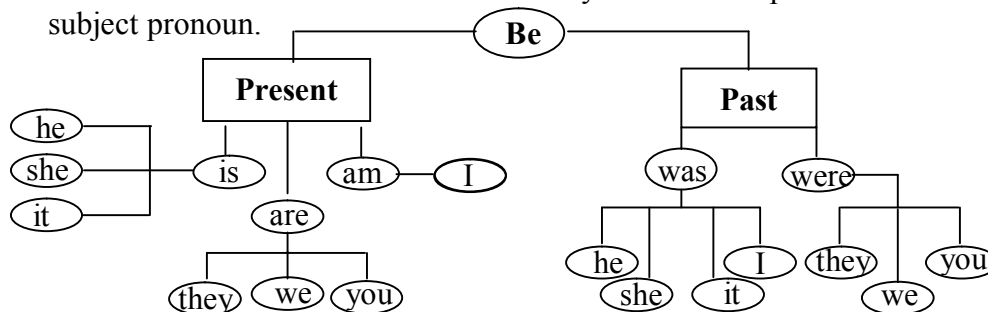 subject pronoun.
Be
Present
Past
he
she
is
am
I
it
are
they
we
you
was
were
he
she
it
I
they
we
you